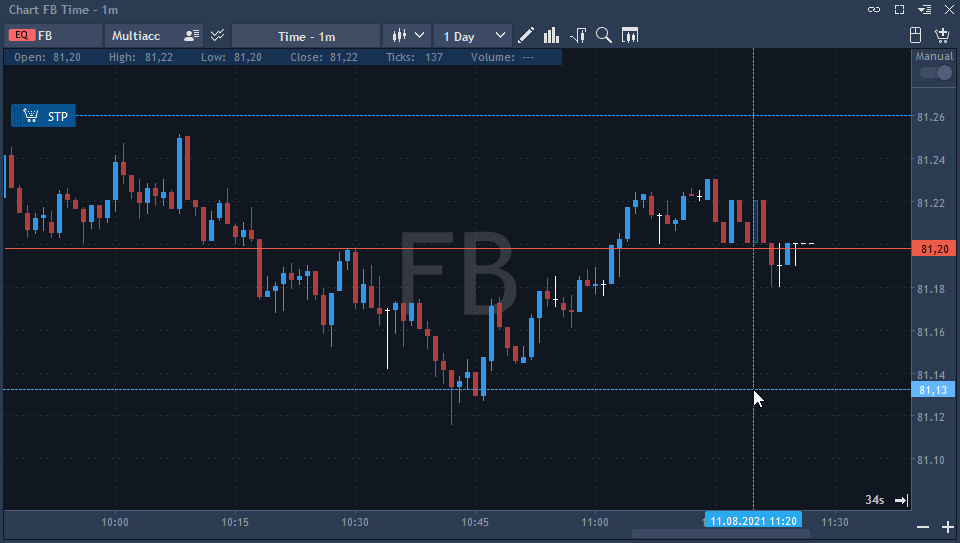 Chart FB Time - 1m
EQ FB Multiacc Time - 1m 1 Day
Open: 81,20 High: 81,22 Low: 81,20 Close: 81,22 Ticks: 137 Volume: ---
Manual
STP
81.26
81.24
81.22
81,20
81.18
81.16
81.14
81,13
81.12
81.10
FB
34s
10:00 10:15 10:30 10:45 11:00 11.08.2021 11:20 11:30